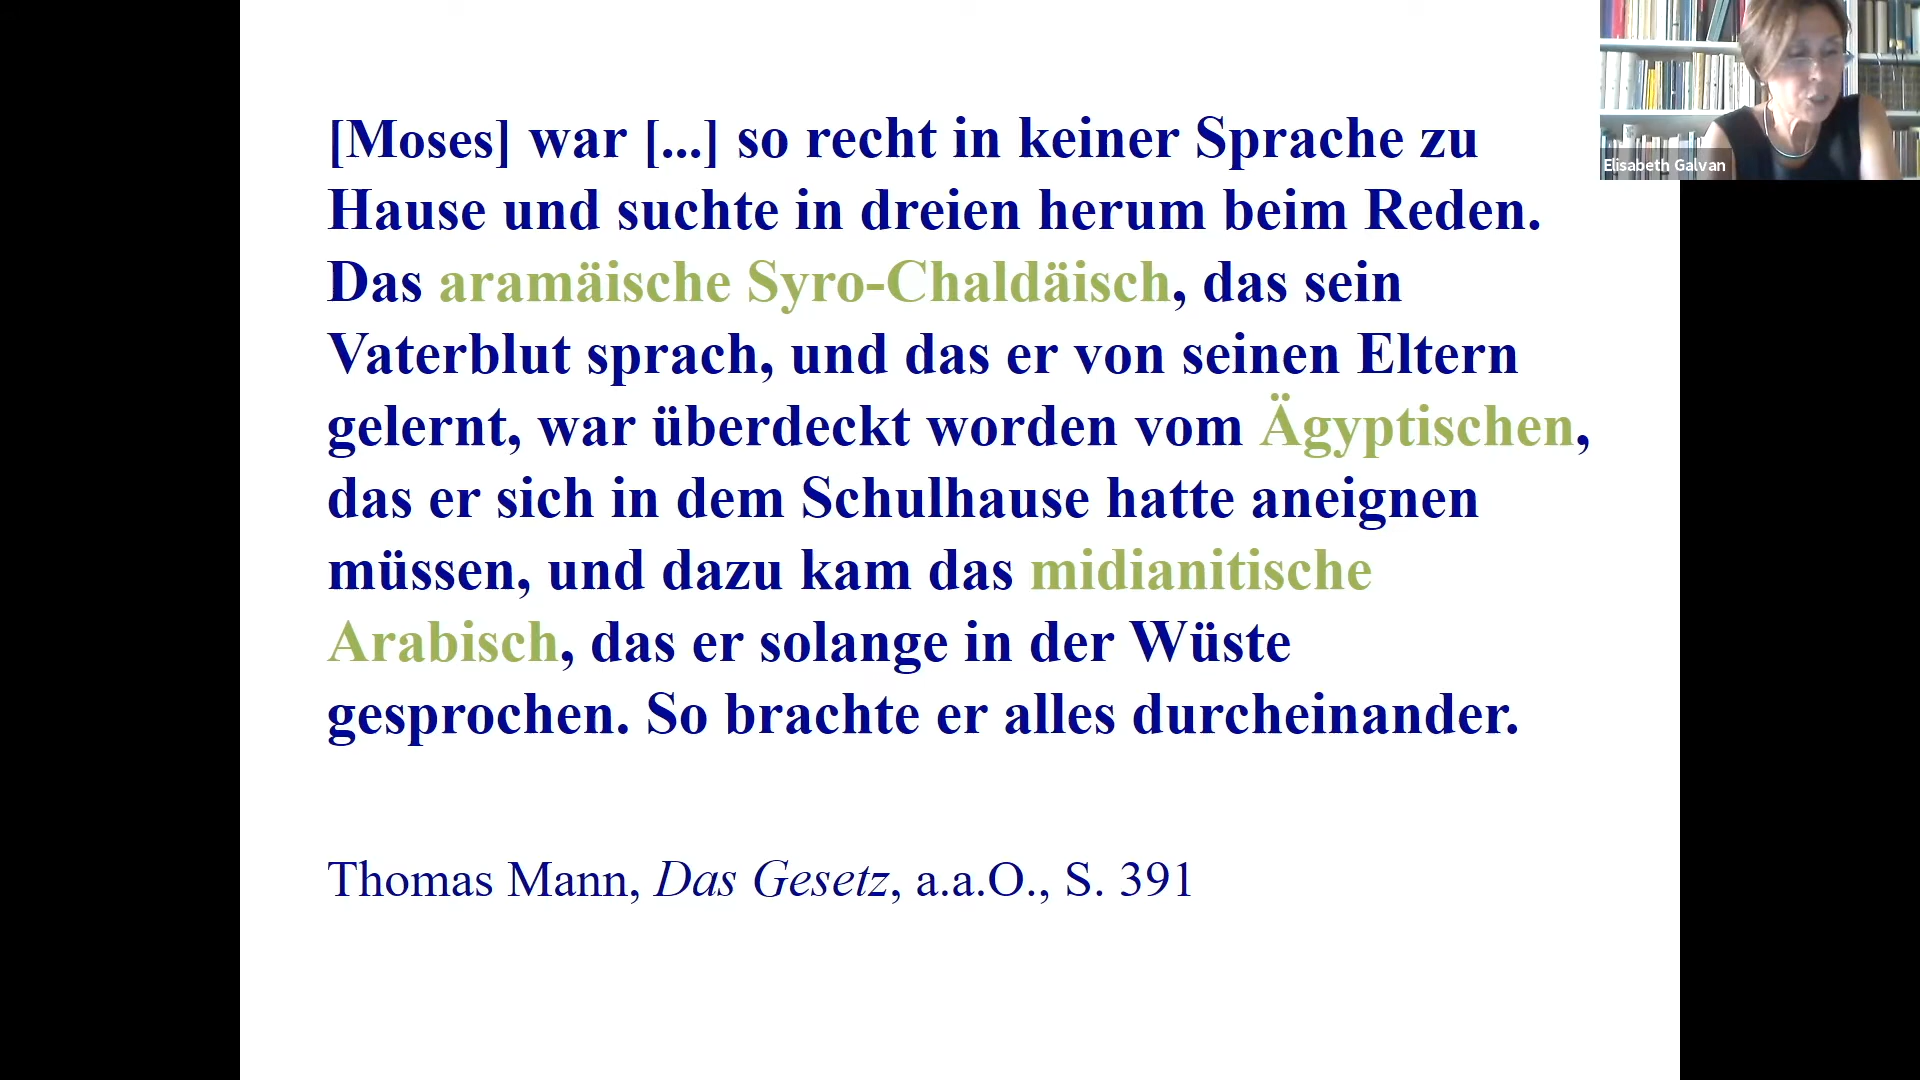 [Moses] war [...] so recht in keiner Sprache zu
Hause und suchte in dreien herum beim Reden.
Das aramäische Syro-Chaldäisch, das sein
Vaterblut sprach, und das er von seinen Eltern
gelernt, war überdeckt worden vom Ägyptischen,
das er sich in dem Schulhause hatte aneignen
müssen, und dazu kam das midianitische
Arabisch, das er solange in der Wüste
gesprochen. So brachte er alles durcheinander.
Thomas Mann, Das Gesetz, a.a.O., S. 391
Elisabeth Galvan